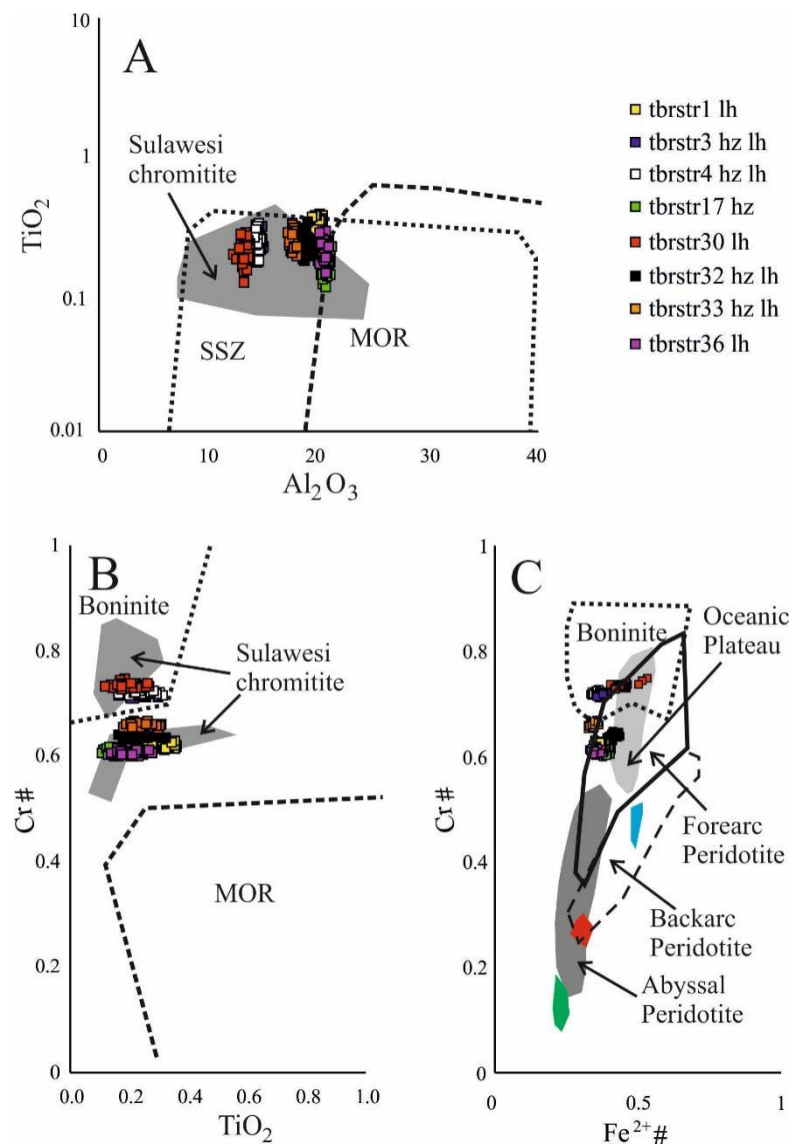 A
10
1
0.1
0.01
TiO₂
Sulawesi
chromitite
SSZ
MOR
0
10
20
30
40
Al₂O₃
tbrstr1 lh
tbrstr3 hz lh
tbrstr4 hz lh
tbrstr17 hz
tbrstr30 lh
tbrstr32 hz lh
tbrstr33 hz lh
tbrstr36 lh
B
1
0.8
0.6
0.4
0.2
0
Cr#
Boninite
Sulawesi
chromitite
MOR
0.0
0.2
0.4
0.6
0.8
1.0
TiO₂
C
1
0.8
0.6
0.4
0.2
0
Cr#
Boninite
Oceanic
Plateau
Forearc
Peridotite
Backarc
Peridotite
Abyssal
Peridotite
0
0.5
1
Fe²⁺#